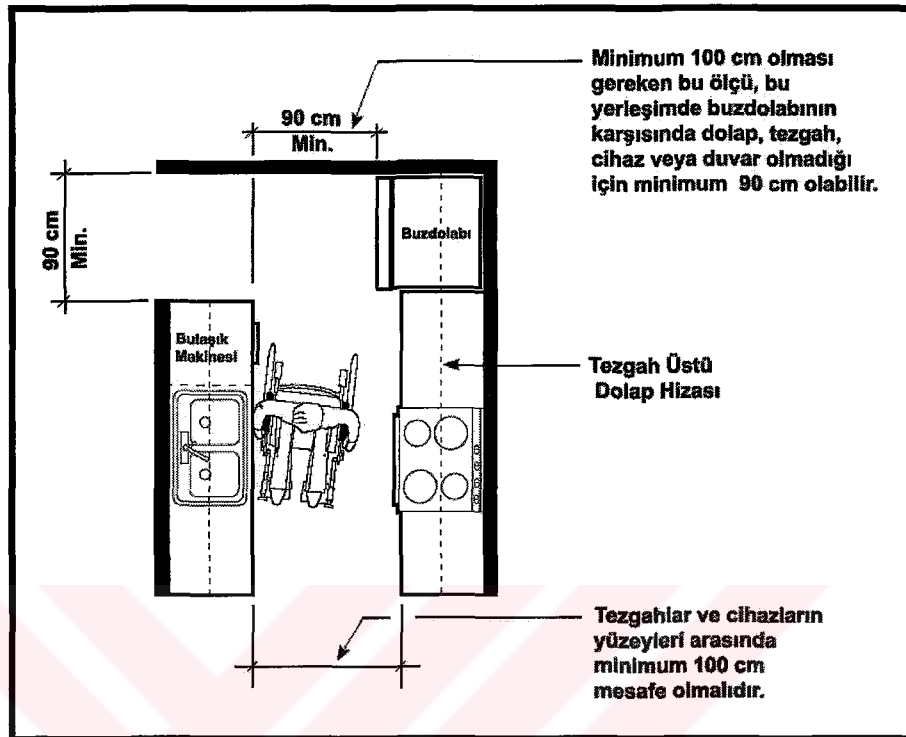 Minimum 100 cm olması
gereken bu ölçü, bu
yerleşimde buzdolabının
karşısında dolap, tezgah,
cihaz veya duvar olmadığı
için minimum 90 cm olabilir.
90 cm
Min.
90 cm
Min.
Buzdolabı
Bulaşık
Makinesi
Tezgah Üstü
Dolap Hizası
Tezgahlar ve cihazların
yüzeyleri arasında
minimum 100 cm
mesafe olmalıdır.